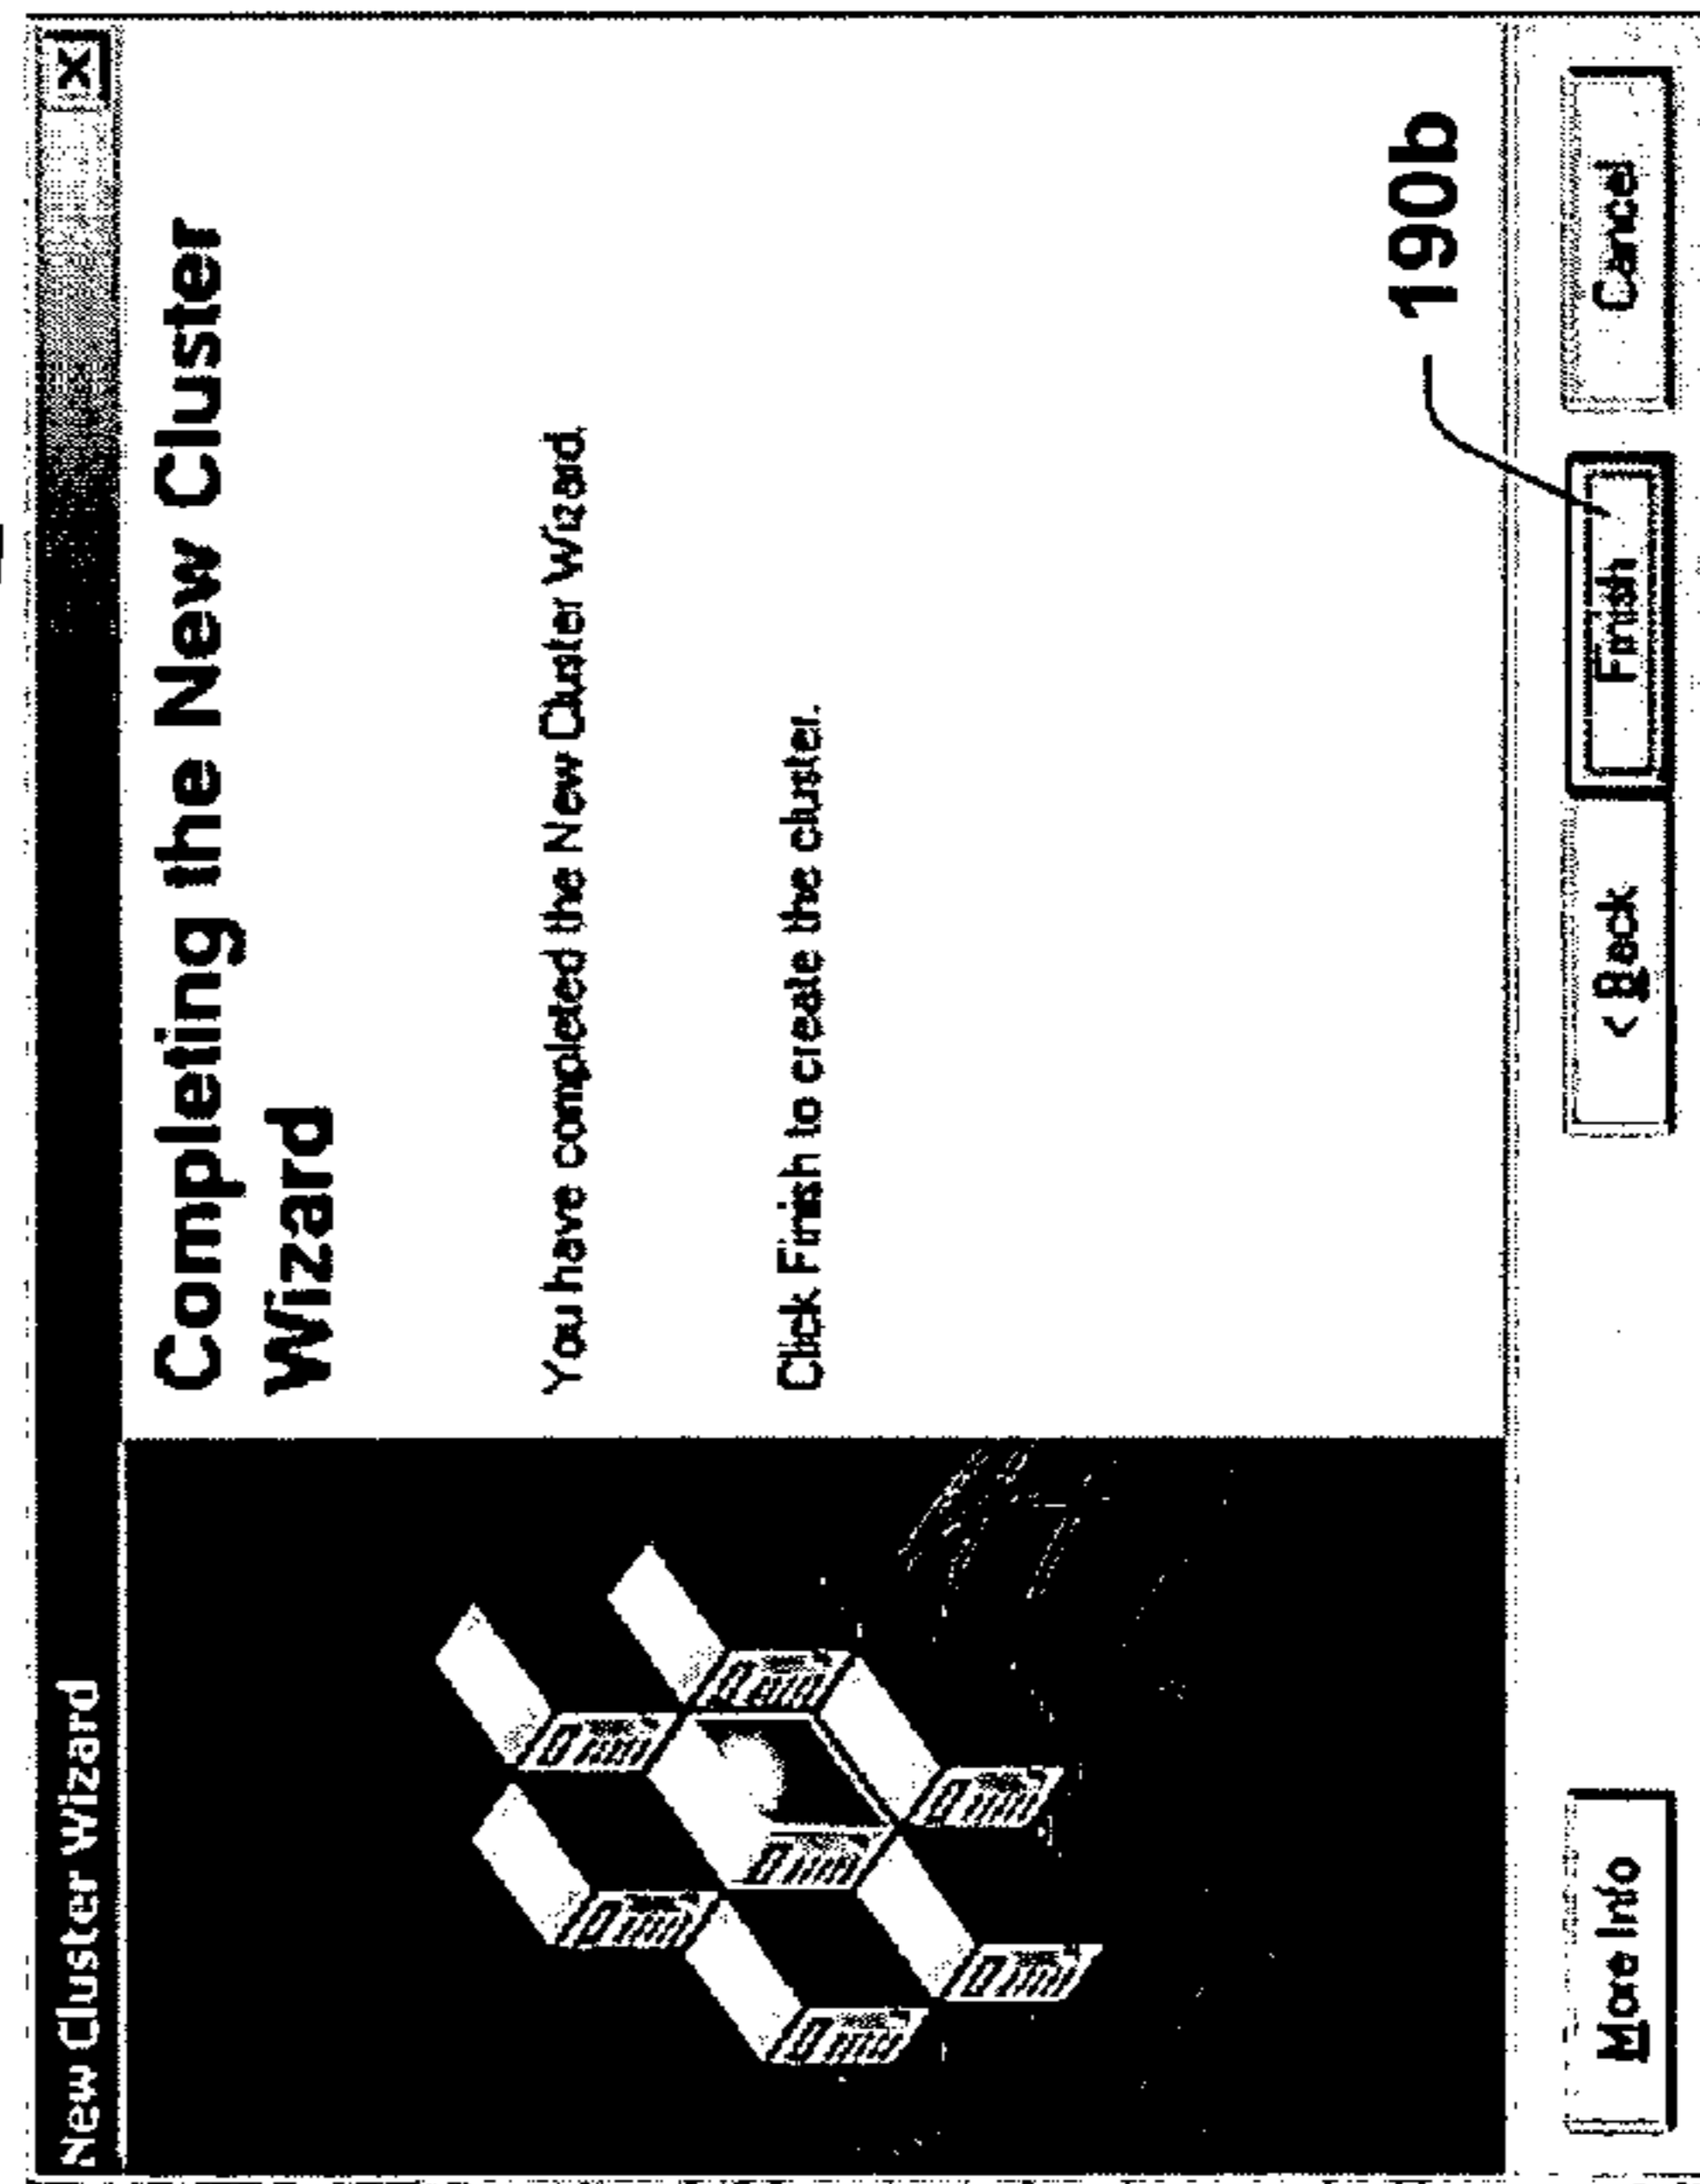 New Cluster Wizard
Completing the New Cluster
Wizard
You have completed the New Cluster Wizard.
Click Finish to create the cluster.
190b
More Info
< Back
Finish
Cancel